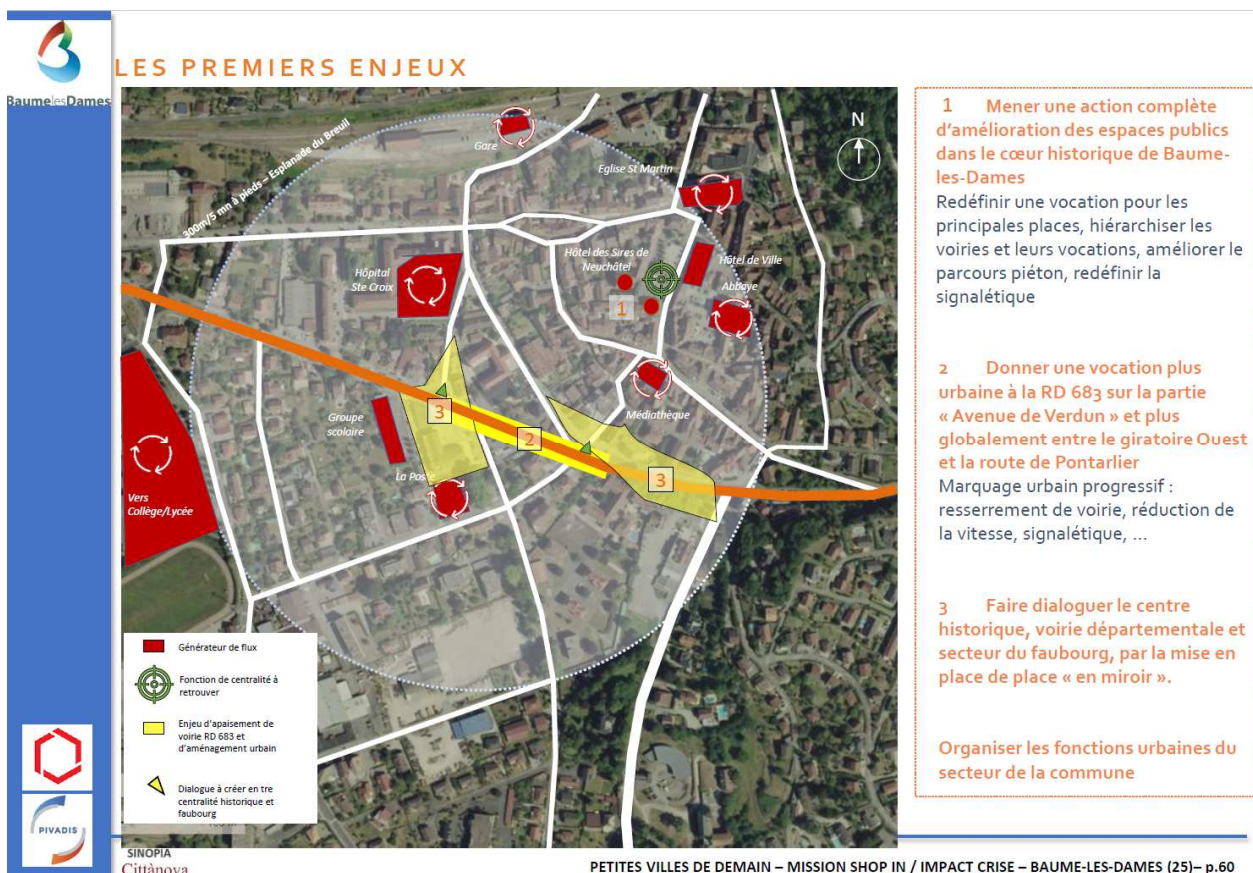 BaumelesDames
LES PREMIERS ENJEUX
300m/5 mn à pieds – Esplanade du Breuil
Gare
Eglise St Martin
N
Hôtel des Sires de
Neuchâtel
Hôtel de Ville
Hôpital
Ste Croix
Abbaye
1
Médiathèque
3
2
3
Groupe
scolaire
La Poste
Vers
Collège/Lycée
Générateur de flux
Fonction de centralité à
retrouver
Enjeu d'apaisement de
voirie RD 683 et
d'aménagement urbain
Dialogue à créer en tre
centralité historique et
faubourg
1 Mener une action complète
d'amélioration des espaces publics
dans le cœur historique de Baume-
les-Dames
Redéfinir une vocation pour les
principales places, hiérarchiser les
voiries et leurs vocations, améliorer le
parcours piéton, redéfinir la
signalétique
2 Donner une vocation plus
urbaine à la RD 683 sur la partie
« Avenue de Verdun » et plus
globalement entre le giratoire Ouest
et la route de Pontarlier
Marquage urbain progressif :
resserrement de voirie, réduction de
la vitesse, signalétique, ...
3 Faire dialoguer le centre
historique, voirie départementale et
secteur du faubourg, par la mise en
place de place « en miroir ».
Organiser les fonctions urbaines du
secteur de la commune
PIVADIS
SINOPIA
Cittànova
PETITES VILLES DE DEMAIN – MISSION SHOP IN / IMPACT CRISE – BAUME-LES-DAMES (25)– p.60